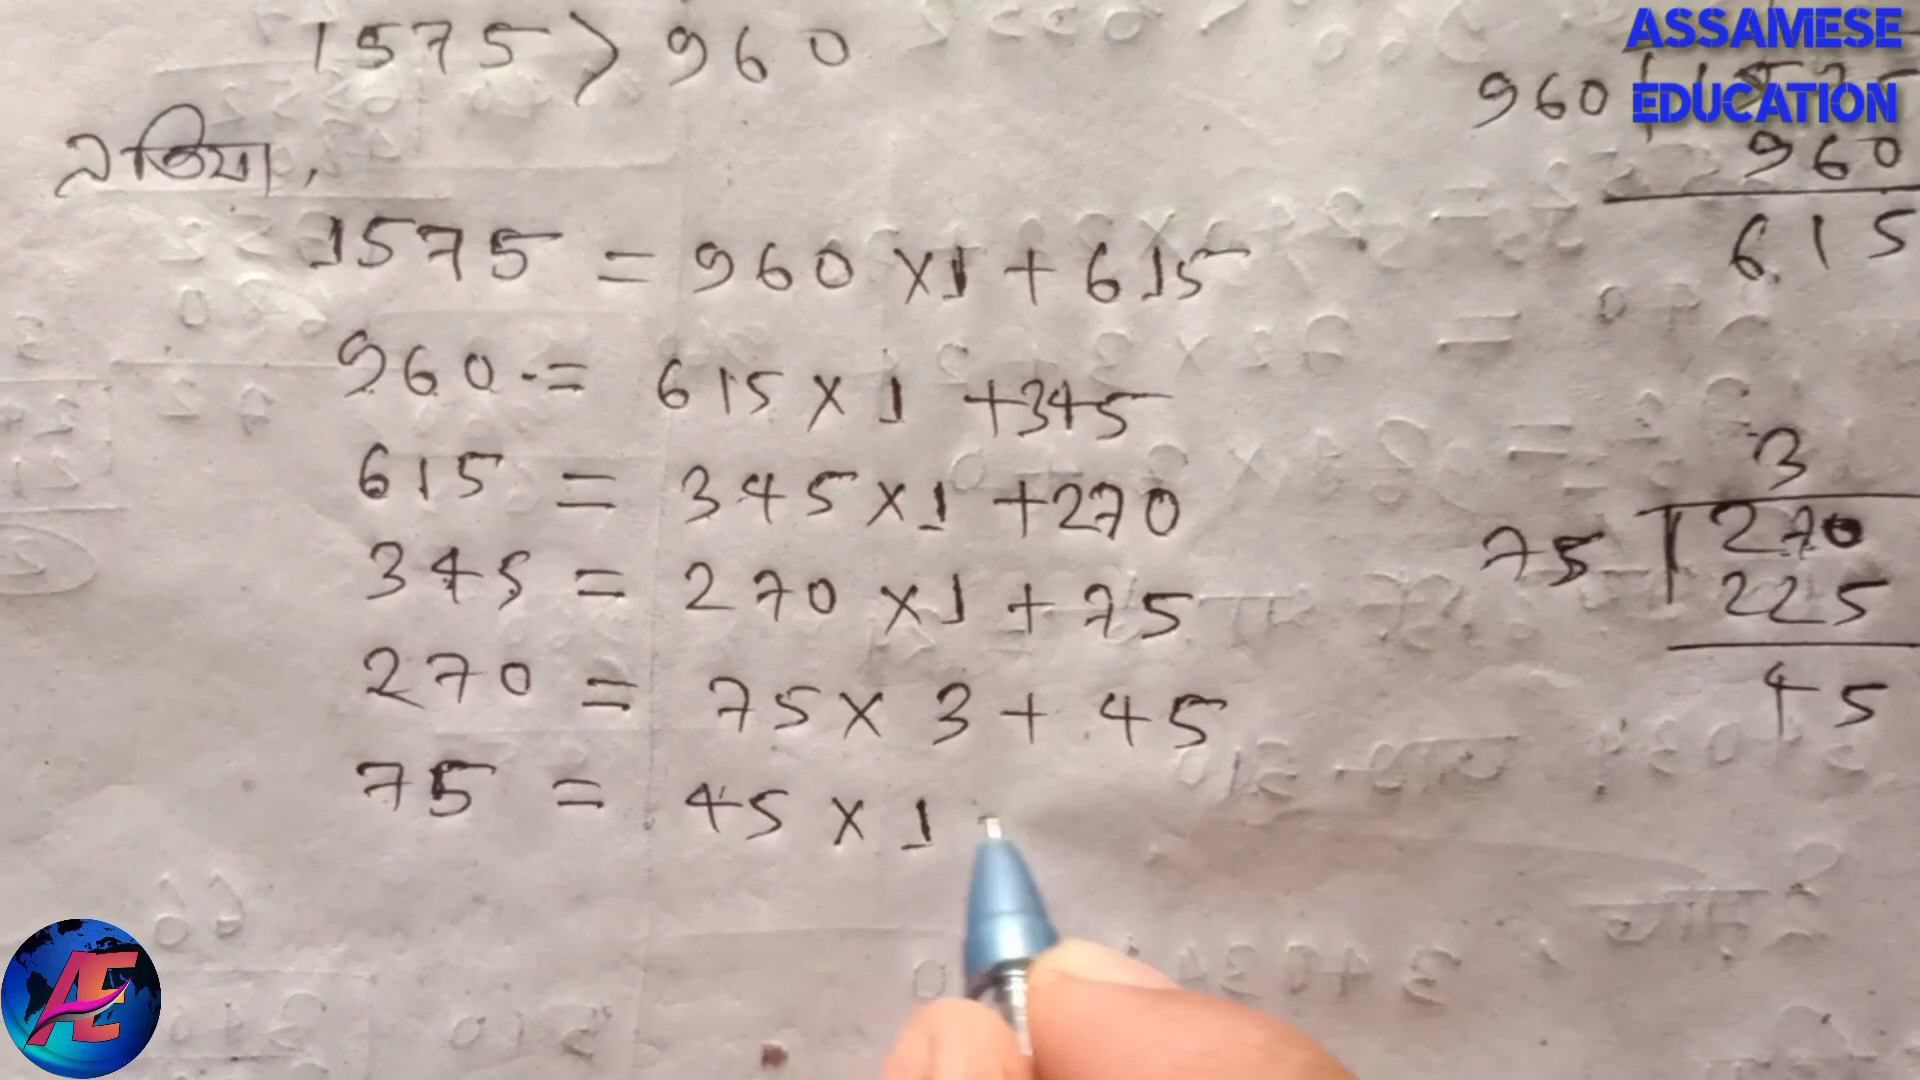 1575 > 960
ASSAMESE
EDUCATION
960
960
615
1575 = 960 × 1 + 615
960 = 615 × 1 + 345
615 = 345 × 1 + 270
345 = 270 × 1 + 75
270 = 75 × 3 + 45
75 = 45 × 1
3
75 270
225
45
AE